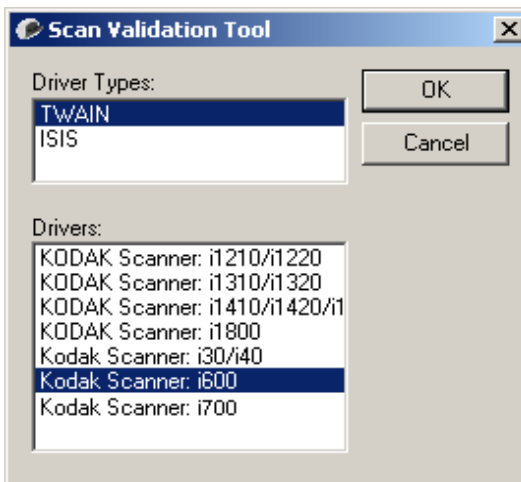 Scan Validation Tool
Driver Types:
TWAIN
ISIS
OK
Cancel
Drivers:
KODAK Scanner: i1210/i1220
KODAK Scanner: i1310/i1320
KODAK Scanner: i1410/i1420/i1
KODAK Scanner: i1800
Kodak Scanner: i30/i40
Kodak Scanner: i600
Kodak Scanner: i700